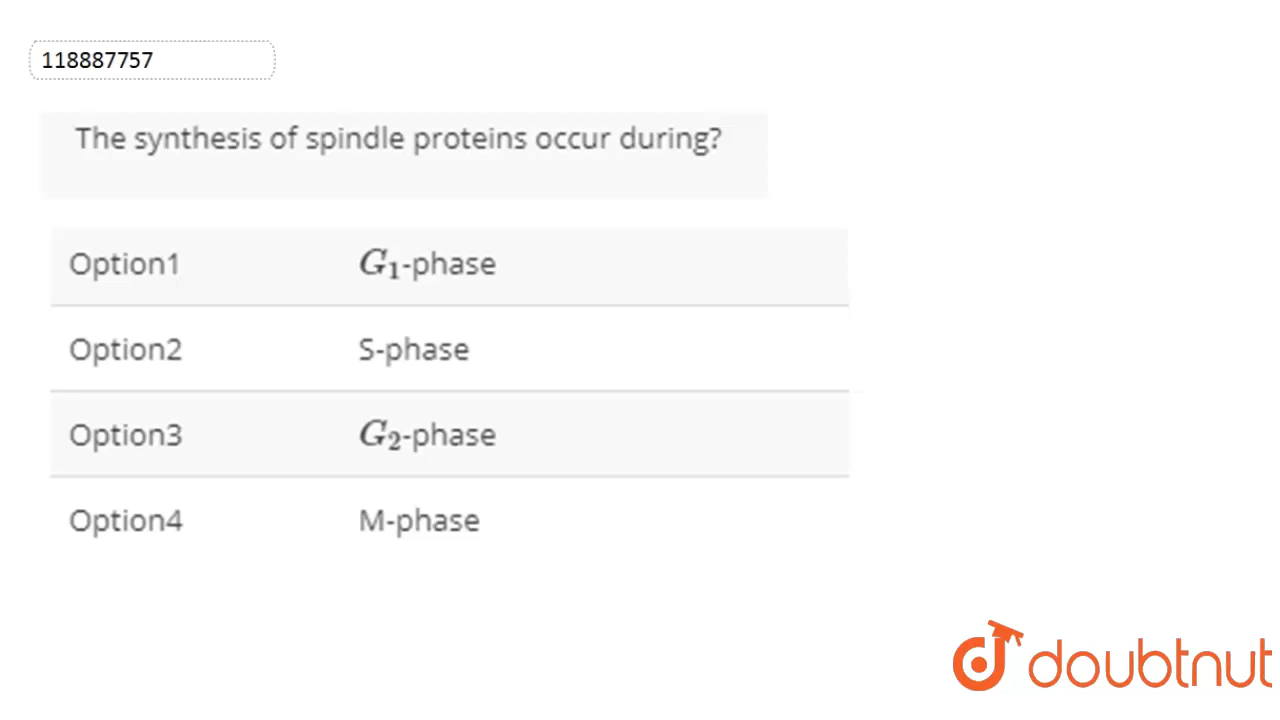 118887757
The synthesis of spindle proteins occur during?
Option1 G₁-phase
Option2 S-phase
Option3 G₂-phase
Option4 M-phase
doubtnut